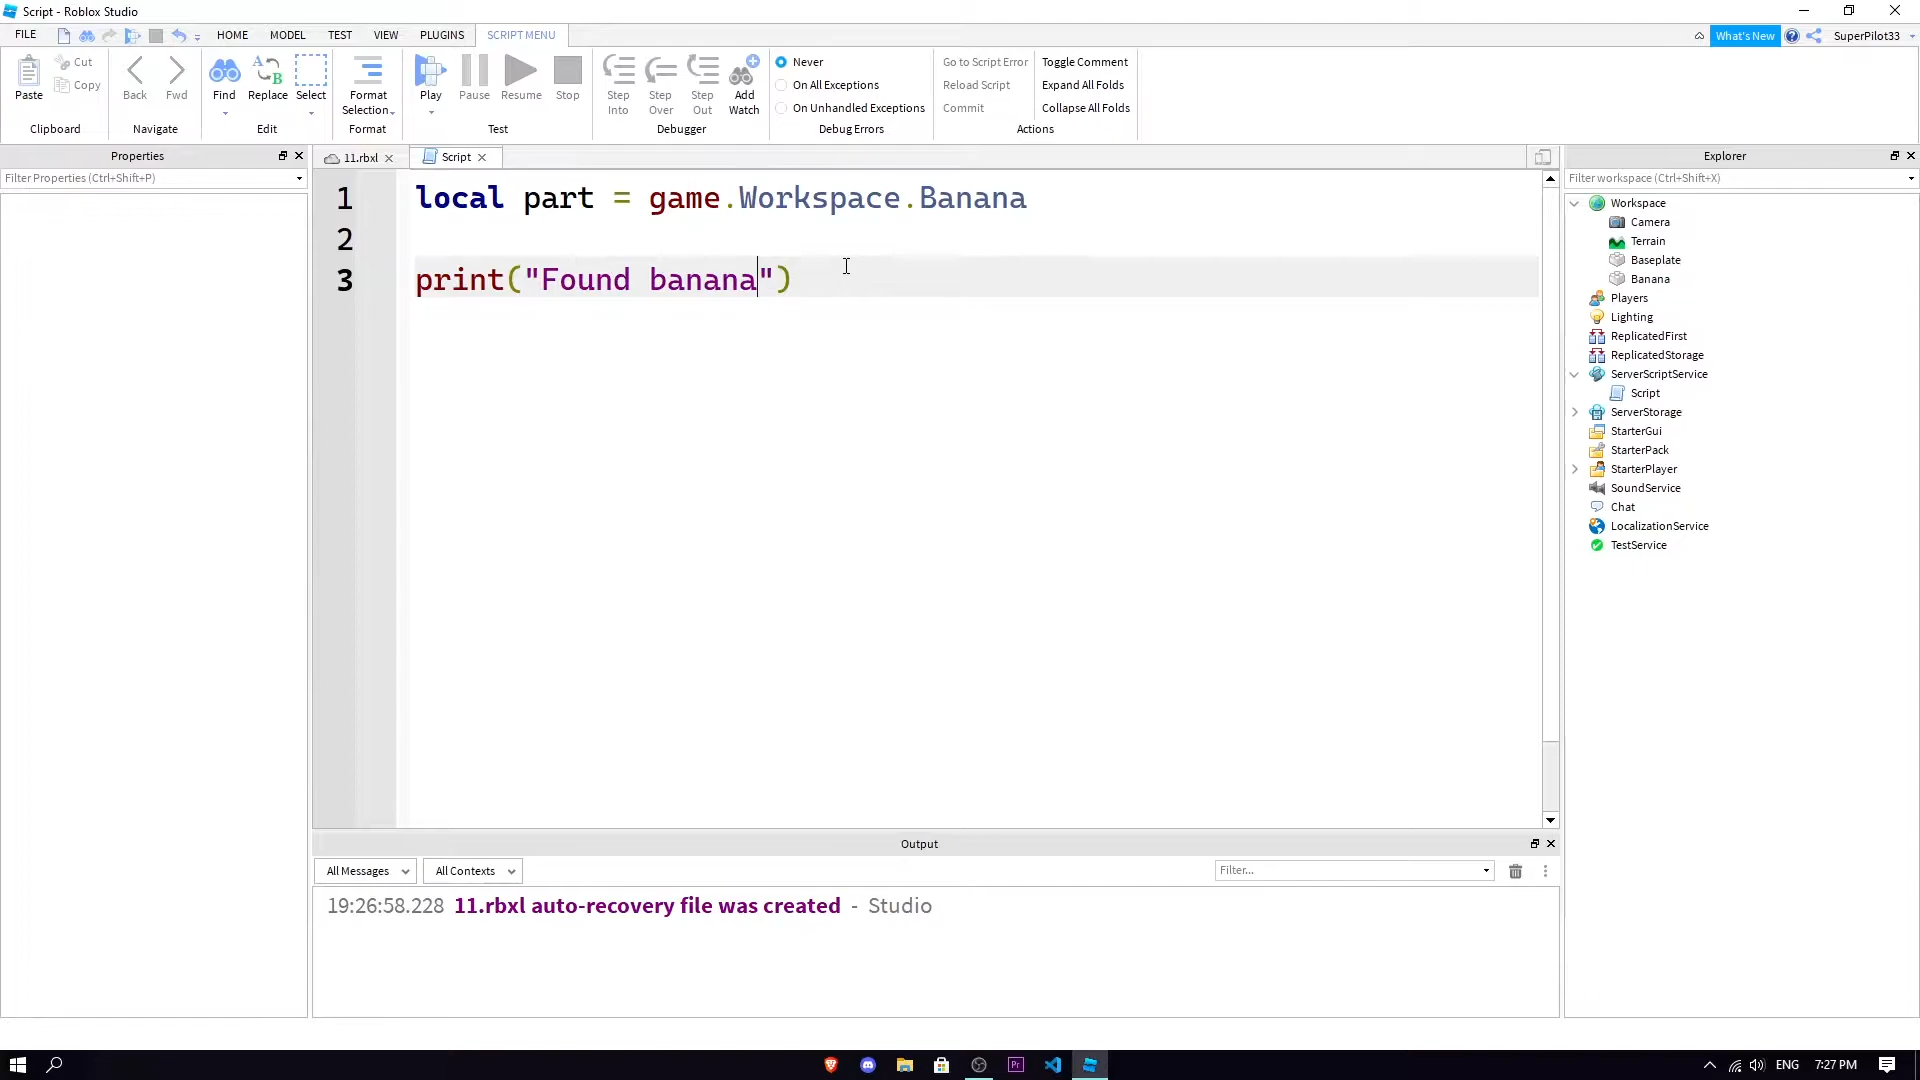 Script - Roblox Studio
FILE
HOME
MODEL
TEST
VIEW
PLUGINS
SCRIPT MENU
What's New
SuperPilot33
Paste
Cut
Copy
Clipboard
Back
Fwd
Navigate
Find
Replace
Select
Edit
Format
Selection
Format
Play
Pause
Resume
Stop
Test
Step
Into
Step
Over
Step
Out
Add
Watch
Debugger
Never
On All Exceptions
On Unhandled Exceptions
Debug Errors
Go to Script Error
Reload Script
Commit
Toggle Comment
Expand All Folds
Collapse All Folds
Actions
Properties
Filter Properties (Ctrl+Shift+P)
11.rbxl
Script
1 local part = game.Workspace.Banana
2
3 print("Found banana")
Output
All Messages
All Contexts
Filter...
19:26:58.228 11.rbxl auto-recovery file was created - Studio
Explorer
Filter workspace (Ctrl+Shift+X)
Workspace
Camera
Terrain
Baseplate
Banana
Players
Lighting
ReplicatedFirst
ReplicatedStorage
ServerScriptService
Script
ServerStorage
StarterGui
StarterPack
StarterPlayer
SoundService
Chat
LocalizationService
TestService
Pr
ENG
7:27 PM